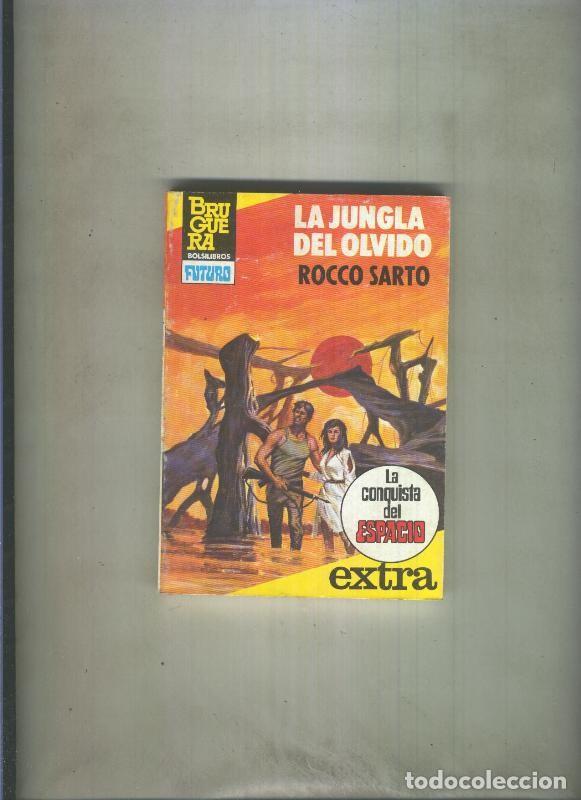 BRU
GUE
RA
BOLSILIBROS
FUTURO
LA JUNGLA
DEL OLVIDO
ROCCO SARTO
La
conquista
del
ESPACIO
extra
todocoleccion